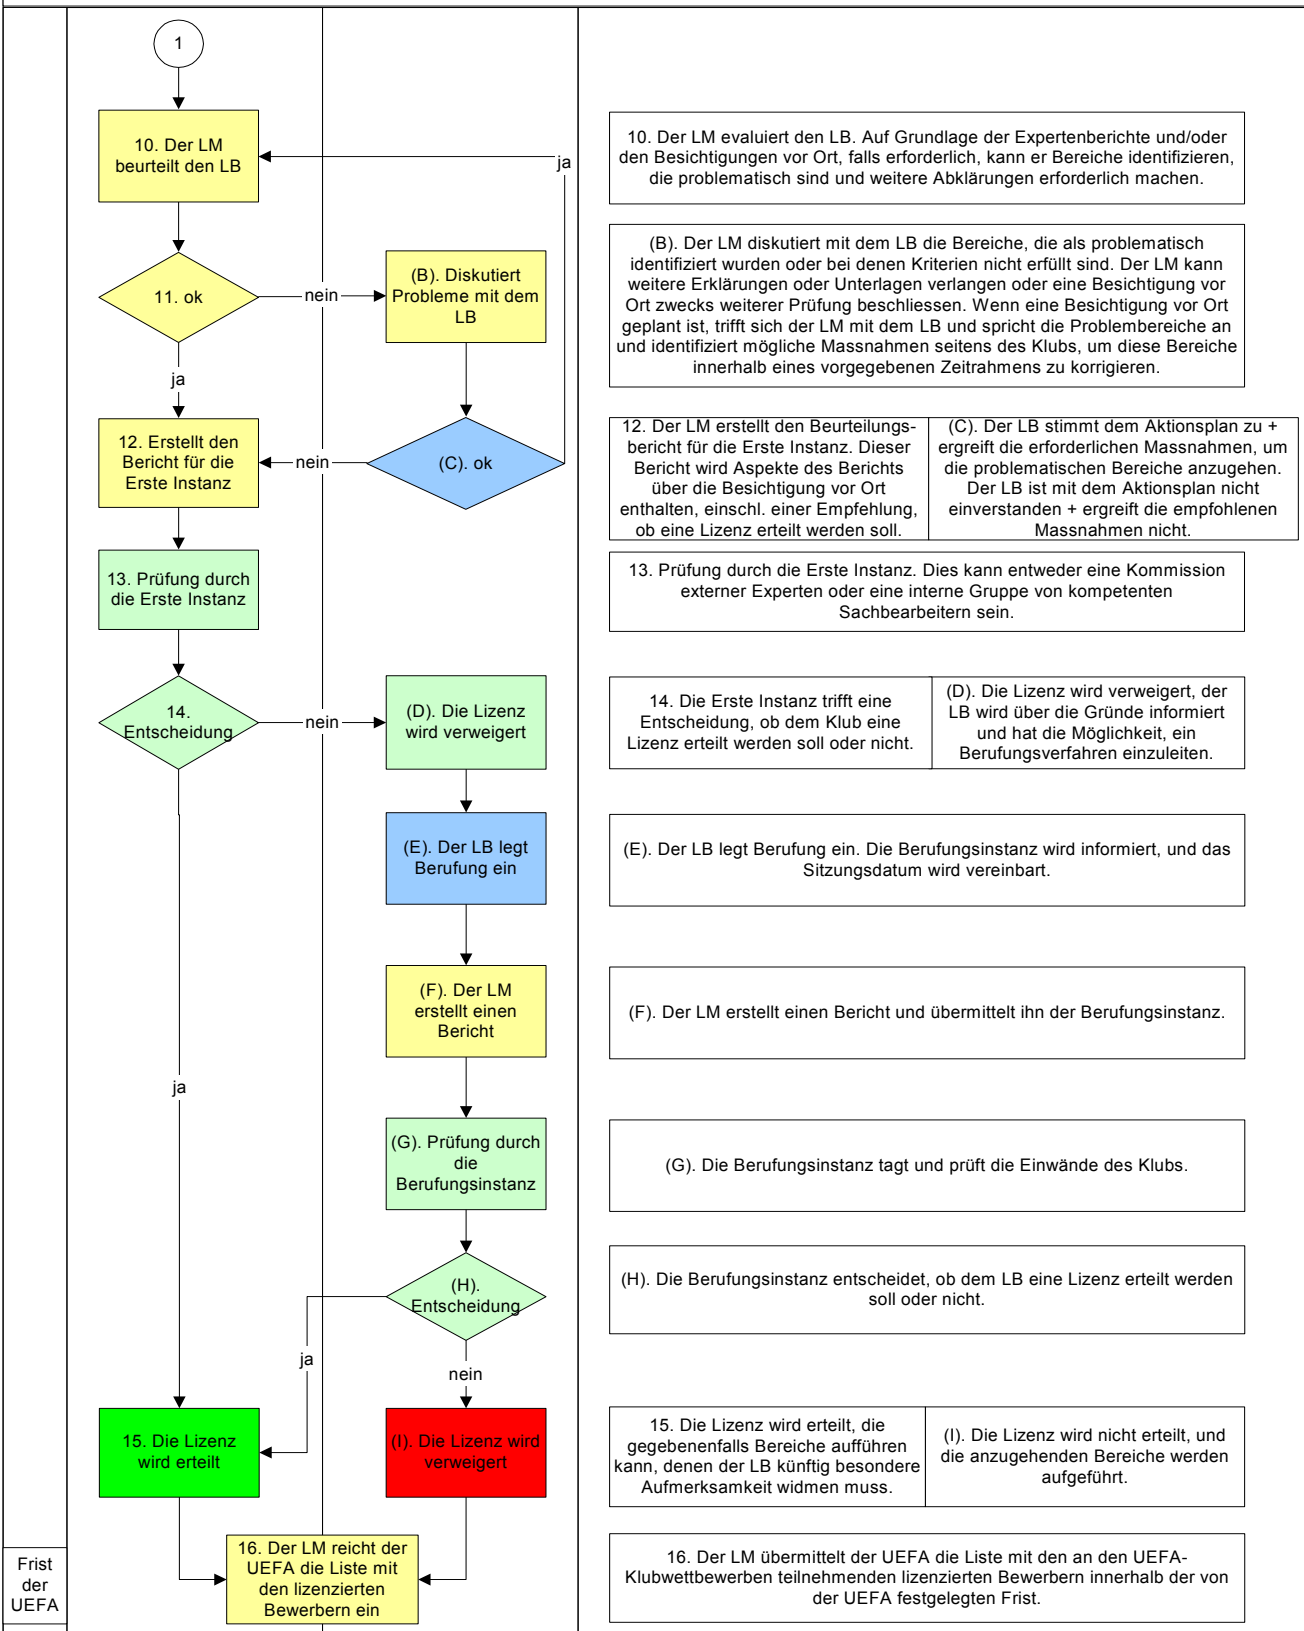 1
10. Der LM
beurteilt den LB
ja
10. Der LM evaluiert den LB. Auf Grundlage der Expertenberichte und/oder
den Besichtigungen vor Ort, falls erforderlich, kann er Bereiche identifizieren,
die problematisch sind und weitere Abklärungen erforderlich machen.
11. ok
nein
(B). Diskutiert
Probleme mit dem
LB
(B). Der LM diskutiert mit dem LB die Bereiche, die als problematisch
identifiziert wurden oder bei denen Kriterien nicht erfüllt sind. Der LM kann
weitere Erklärungen oder Unterlagen verlangen oder eine Besichtigung vor
Ort zwecks weiterer Prüfung beschliessen. Wenn eine Besichtigung vor Ort
geplant ist, trifft sich der LM mit dem LB und spricht die Problembereiche an
und identifiziert mögliche Massnahmen seitens des Klubs, um diese Bereiche
innerhalb eines vorgegebenen Zeitrahmens zu korrigieren.
ja
12. Erstellt den
Bericht für die
Erste Instanz
nein
(C). ok
12. Der LM erstellt den Beurteilungs-
bericht für die Erste Instanz. Dieser
Bericht wird Aspekte des Berichts
über die Besichtigung vor Ort
enthalten, einschl. einer Empfehlung,
ob eine Lizenz erteilt werden soll.
(C). Der LB stimmt dem Aktionsplan zu +
ergreift die erforderlichen Massnahmen, um
die problematischen Bereiche anzugehen.
Der LB ist mit dem Aktionsplan nicht
einverstanden + ergreift die empfohlenen
Massnahmen nicht.
13. Prüfung durch
die Erste Instanz
13. Prüfung durch die Erste Instanz. Dies kann entweder eine Kommission
externer Experten oder eine interne Gruppe von kompetenten
Sachbearbeitern sein.
14.
Entscheidung
nein
(D). Die Lizenz
wird verweigert
14. Die Erste Instanz trifft eine
Entscheidung, ob dem Klub eine
Lizenz erteilt werden soll oder nicht.
(D). Die Lizenz wird verweigert, der
LB wird über die Gründe informiert
und hat die Möglichkeit, ein
Berufungsverfahren einzuleiten.
(E). Der LB legt
Berufung ein
(E). Der LB legt Berufung ein. Die Berufungsinstanz wird informiert, und das
Sitzungsdatum wird vereinbart.
(F). Der LM
erstellt einen
Bericht
(F). Der LM erstellt einen Bericht und übermittelt ihn der Berufungsinstanz.
ja
(G). Prüfung durch
die
Berufungsinstanz
(G). Die Berufungsinstanz tagt und prüft die Einwände des Klubs.
(H).
Entscheidung
(H). Die Berufungsinstanz entscheidet, ob dem LB eine Lizenz erteilt werden
soll oder nicht.
ja
nein
15. Die Lizenz
wird erteilt
(I). Die Lizenz wird
verweigert
15. Die Lizenz wird erteilt, die
gegebenenfalls Bereiche aufführen
kann, denen der LB künftig besondere
Aufmerksamkeit widmen muss.
(I). Die Lizenz wird nicht erteilt, und
die anzugehenden Bereiche werden
aufgeführt.
Frist
der
UEFA
16. Der LM reicht der
UEFA die Liste mit
den lizenzierten
Bewerbern ein
16. Der LM übermittelt der UEFA die Liste mit den an den UEFA-
Klubwettbewerben teilnehmenden lizenzierten Bewerbern innerhalb der von
der UEFA festgelegten Frist.